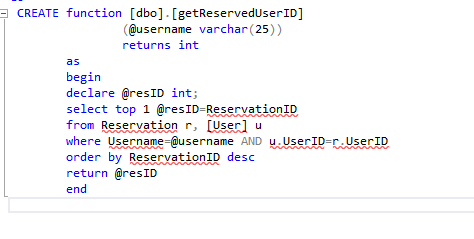 CREATE function [dbo].[getReservedUserID]
(@username varchar(25))
returns int
as
begin
declare @resID int;
select top 1 @resID=ReservationID
from Reservation r, [User] u
where Username=@username AND u.UserID=r.UserID
order by ReservationID desc
return @resID
end